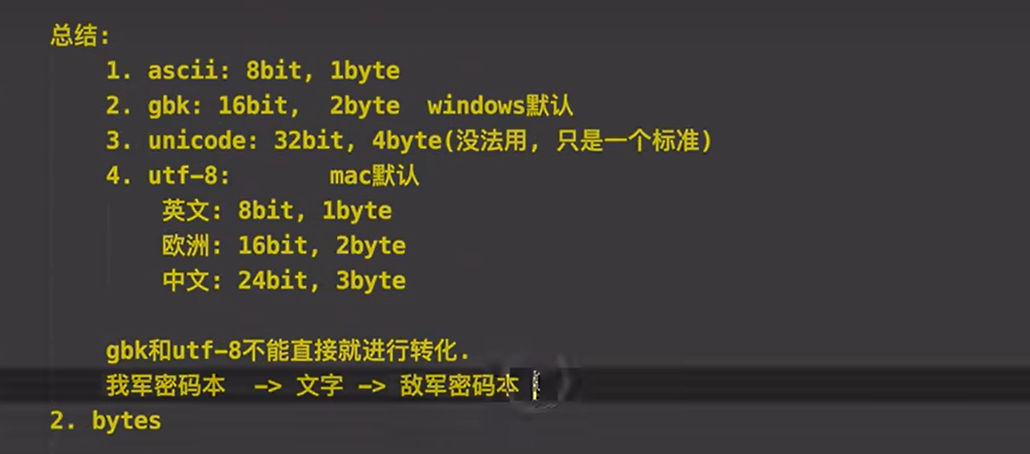 总结:
1. ascii: 8bit, 1byte
2. gbk: 16bit, 2byte windows默认
3. unicode: 32bit, 4byte(没法用, 只是一个标准)
4. utf-8: mac默认
英文: 8bit, 1byte
欧洲: 16bit, 2byte
中文: 24bit, 3byte
gbk和utf-8不能直接就进行转化.
我军密码本 -> 文字 -> 敌军密码本
2. bytes